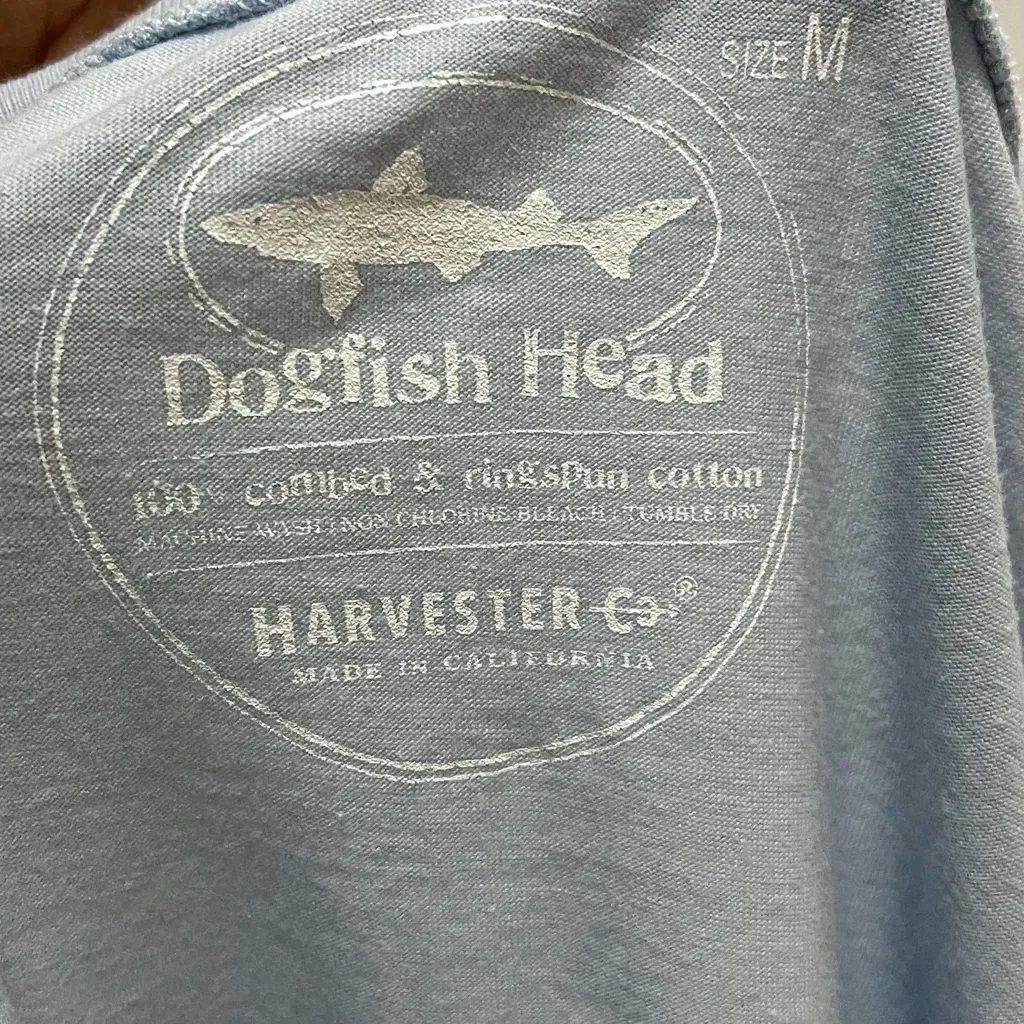 SIZE M
Dogfish Head
100% combed & ringspun cotton
MACHINE WASH / NON CHLORINE BLEACH / TUMBLE DRY
HARVESTER Co.®
MADE IN CALIFORNIA